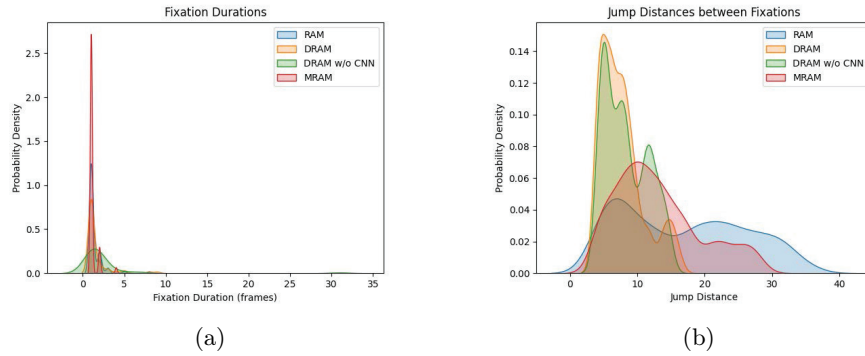 Fixation Durations
RAM
DRAM
DRAM w/o CNN
MRAM
Probability Density
2.5
2.0
1.5
1.0
0.5
0.0
0
5
10
15
20
25
30
35
Fixation Duration (frames)
(a)
Jump Distances between Fixations
RAM
DRAM
DRAM w/o CNN
MRAM
Probability Density
0.14
0.12
0.10
0.08
0.06
0.04
0.02
0.00
0
10
20
30
40
Jump Distance
(b)